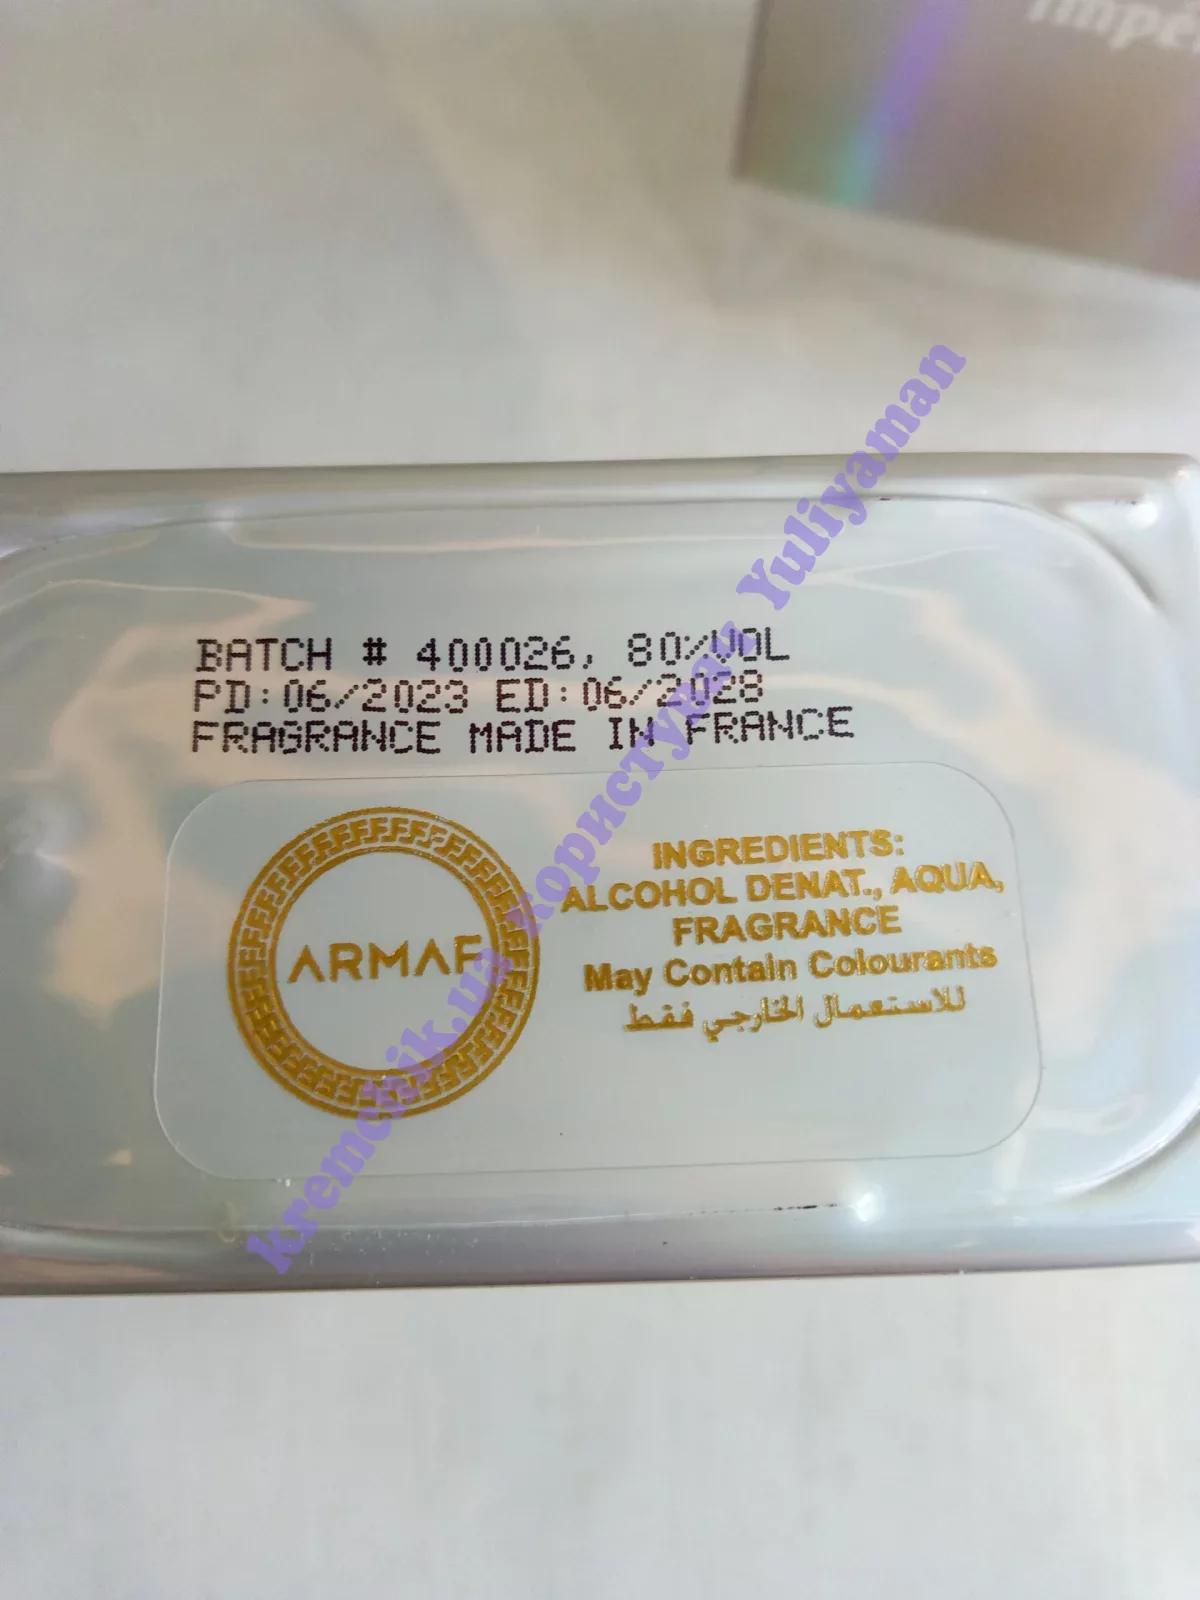 Impé
BATCH # 400026, 80%VOL
PD:06/2023 ED:06/2028
FRAGRANCE MADE IN FRANCE
ARMAF
INGREDIENTS:
ALCOHOL DENAT., AQUA,
FRAGRANCE
May Contain Colourants
للاستعمال الخارجي فقط
kremchik.ua користувач Yuliyaman